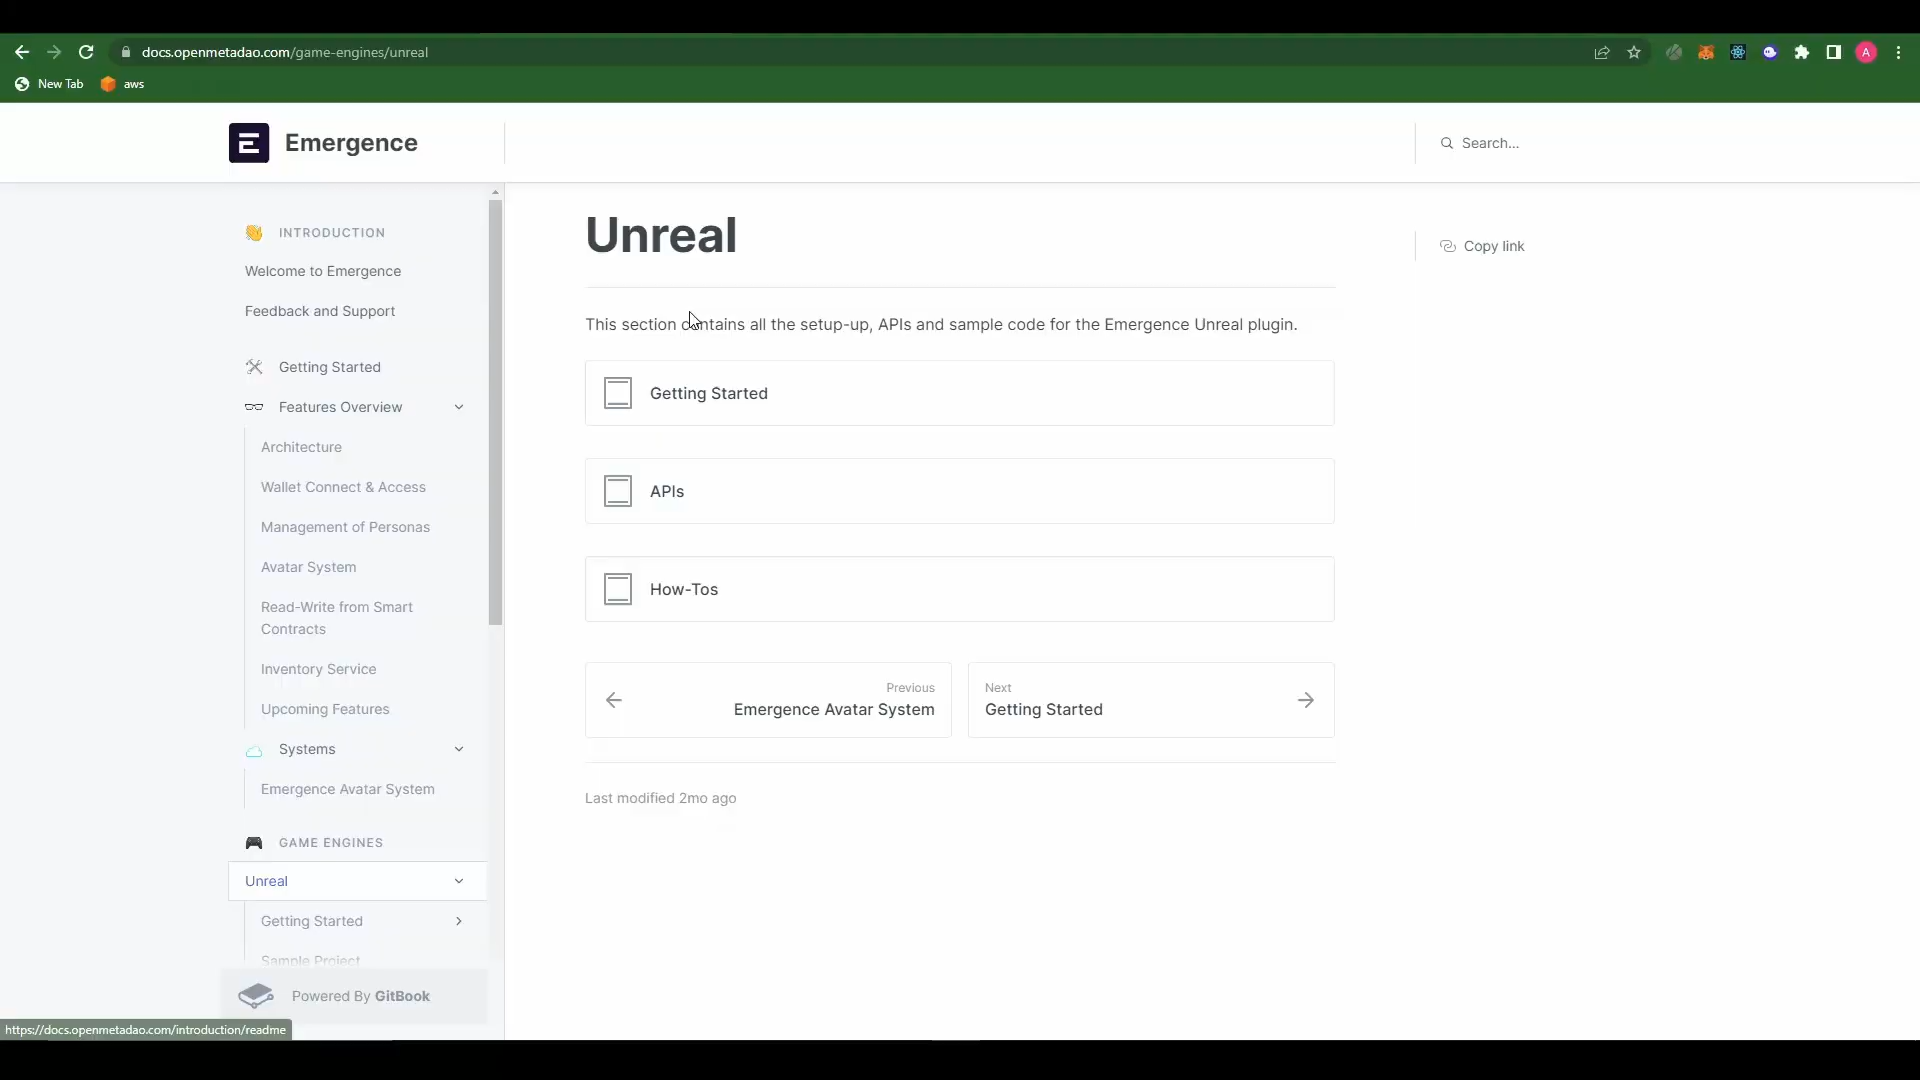 docs.openmetadao.com/game-engines/unreal
A
New Tab
aws
Emergence
Search...
INTRODUCTION
Welcome to Emergence
Feedback and Support
Getting Started
Features Overview
Architecture
Wallet Connect & Access
Management of Personas
Avatar System
Read-Write from Smart
Contracts
Inventory Service
Upcoming Features
Systems
Emergence Avatar System
GAME ENGINES
Unreal
Getting Started
Sample Project
Powered By GitBook
https://docs.openmetadao.com/introduction/readme
Unreal
Copy link
This section contains all the setup-up, APIs and sample code for the Emergence Unreal plugin.
Getting Started
APIs
How-Tos
Previous
Emergence Avatar System
Next
Getting Started
Last modified 2mo ago